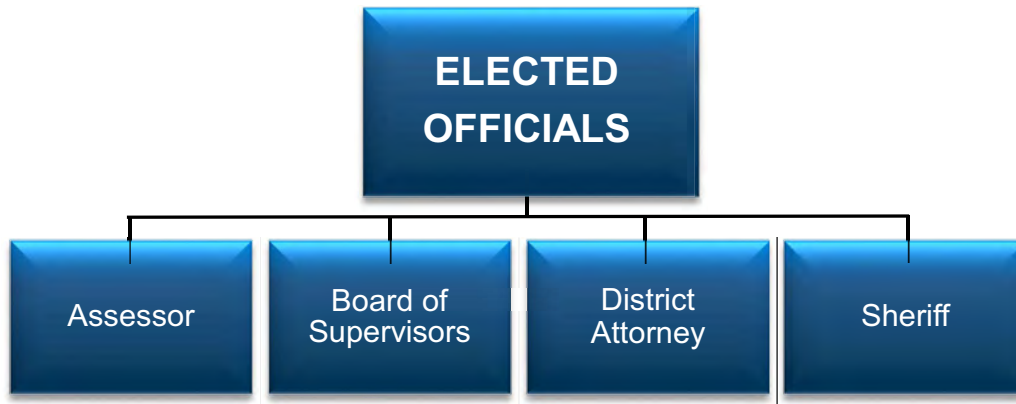 ELECTED
OFFICIALS
Assessor
Board of
Supervisors
District
Attorney
Sheriff